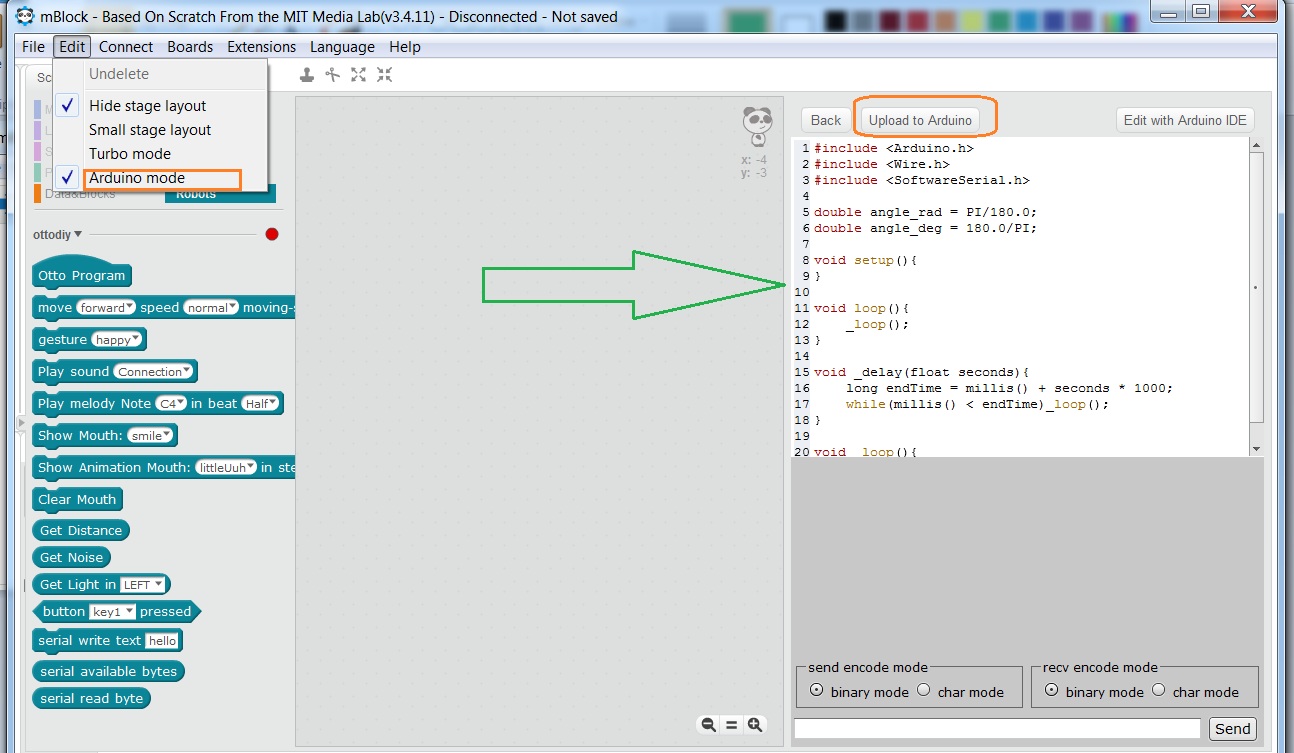 mBlock - Based On Scratch From the MIT Media Lab(v3.4.11) - Disconnected - Not saved
File Edit Connect Boards Extensions Language Help
Undelete
Hide stage layout
Small stage layout
Turbo mode
Arduino mode
Sc
Data&Blocks
Robots
ottodiy
Otto Program
move forward speed normal moving-s
gesture happy
Play sound Connection
Play melody Note C4 in beat Half
Show Mouth: smile
Show Animation Mouth: littleUuh in ste
Clear Mouth
Get Distance
Get Noise
Get Light in LEFT
button key1 pressed
serial write text hello
serial available bytes
serial read byte
x: -4
y: -3
Back Upload to Arduino Edit with Arduino IDE
1 #include <Arduino.h>
2 #include <Wire.h>
3 #include <SoftwareSerial.h>
4
5 double angle_rad = PI/180.0;
6 double angle_deg = 180.0/PI;
7
8 void setup(){
9 }
10
11 void loop(){
12 _loop();
13 }
14
15 void _delay(float seconds){
16 long endTime = millis() + seconds * 1000;
17 while(millis() < endTime)_loop();
18 }
19
20 void _loop(){
send encode mode
binary mode char mode
recv encode mode
binary mode char mode
Send